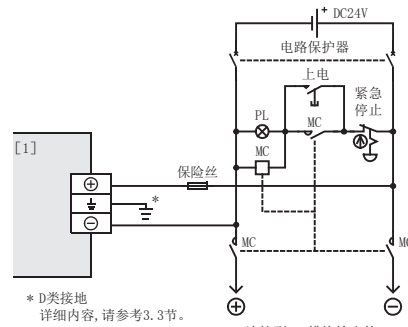 DC24V
电路保护器
上电
紧急
停止
PL
MC
[1]
MC
保险丝
*
MC
MC
* D类接地
详细内容,请参考3.3节。